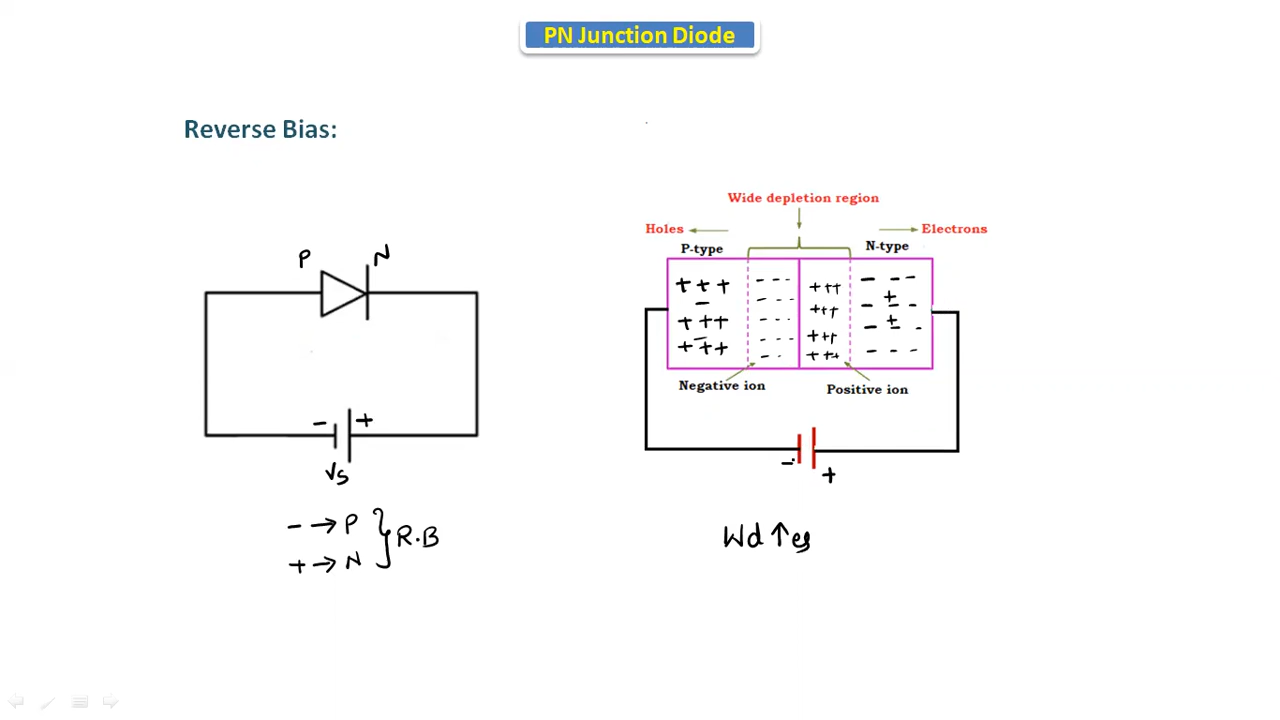 PN Junction Diode
Reverse Bias:
P N
- +
Vs
- → P
+ → N
} R.B
Wide depletion region
Holes ← → Electrons
P-type N-type
+ + + - - - + + + - - -
- +
+ + + - - - + + + - - -
- +
+ + + - - - + + + - - -
Negative ion Positive ion
- +
Wd ↑es